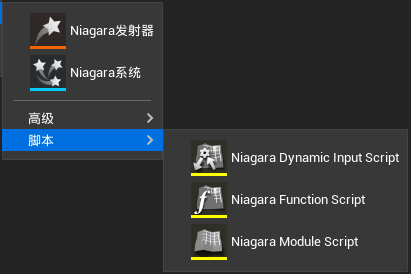 Niagara发射器
Niagara系统
高级
脚本
Niagara Dynamic Input Script
Niagara Function Script
Niagara Module Script